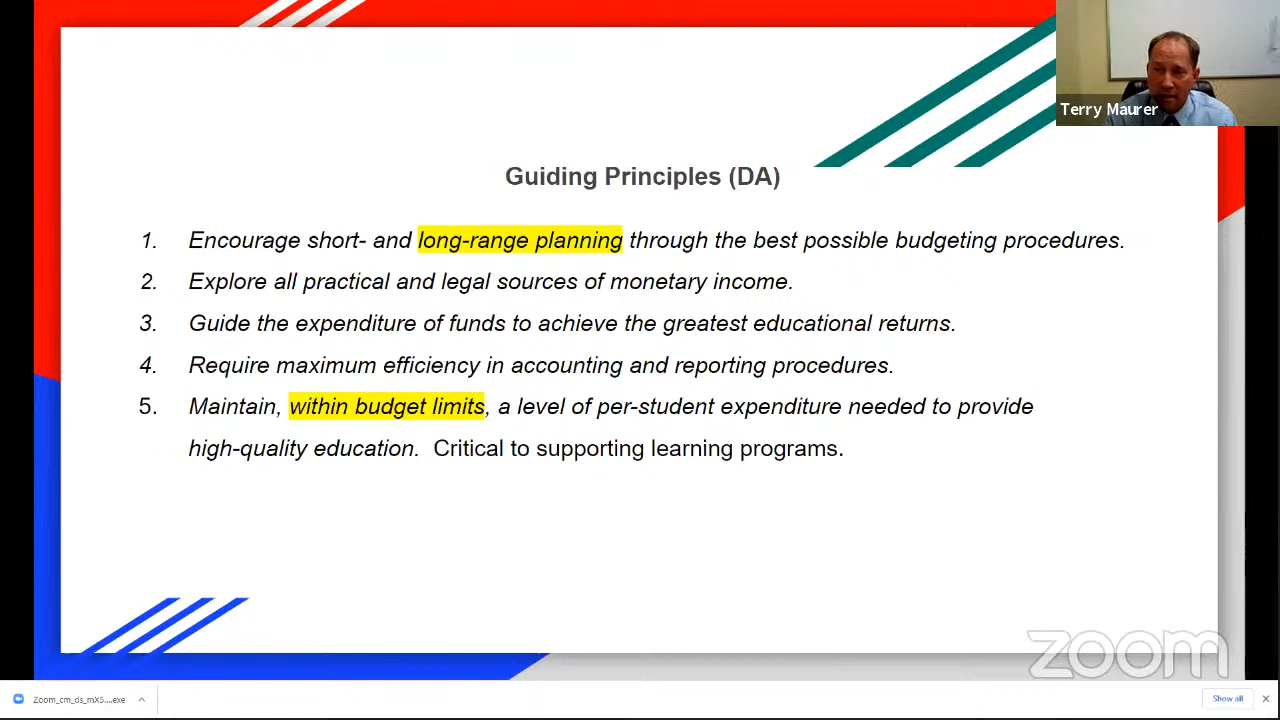 Terry Maurer
Guiding Principles (DA)
1. Encourage short- and long-range planning through the best possible budgeting procedures.
2. Explore all practical and legal sources of monetary income.
3. Guide the expenditure of funds to achieve the greatest educational returns.
4. Require maximum efficiency in accounting and reporting procedures.
5. Maintain, within budget limits, a level of per-student expenditure needed to provide
high-quality education. Critical to supporting learning programs.
zoom
Zoom_cm_ds_mX5....exe
Show all